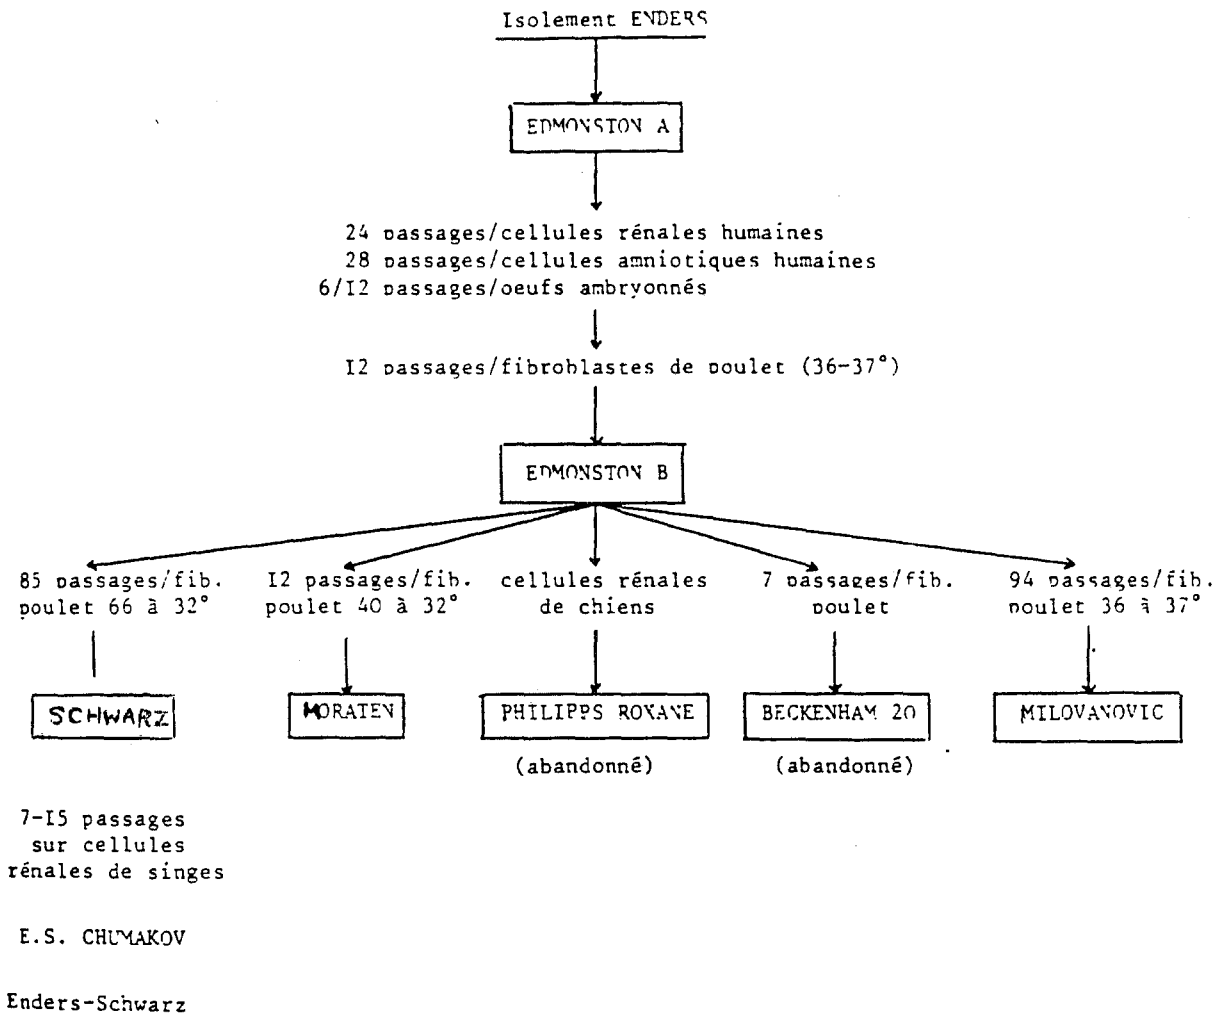 Isolement ENDERS
EDMONSTON A
24 passages/cellules rénales humaines
28 passages/cellules amniotiques humaines
6/I2 passages/oeufs ambryonnés
I2 passages/fibroblastes de poulet (36-37°)
EDMONSTON B
85 passages/fib.
poulet 66 à 32°
SCHWARZ
I2 passages/fib.
poulet 40 à 32°
MORATEN
cellules rénales
de chiens
PHILIPPS ROXANE
(abandonné)
7 passages/fib.
poulet
BECKENHAM 20
(abandonné)
94 passages/fib.
poulet 36 à 37°
MILOVANOVIC
7-I5 passages
sur cellules
rénales de singes
E.S. CHUMAKOV
Enders-Schwarz